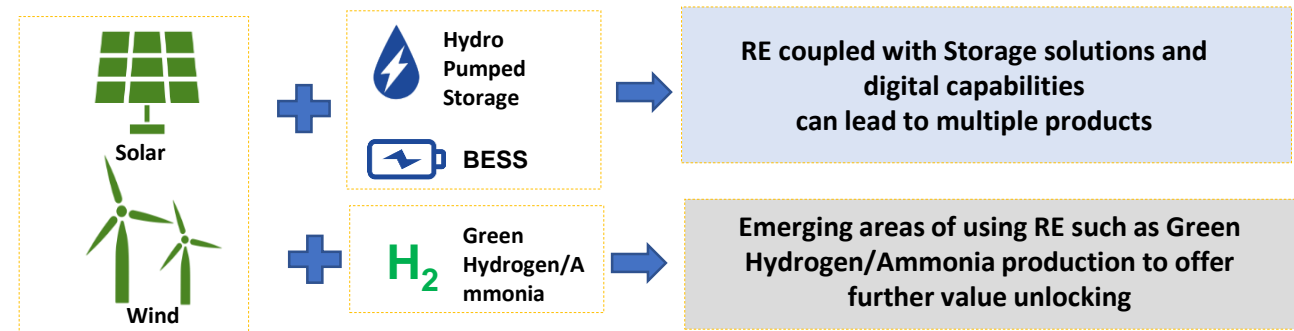 Solar
Wind
Hydro
Pumped
Storage
BESS
RE coupled with Storage solutions and
digital capabilities
can lead to multiple products
H2
Green
Hydrogen/A
mmonia
Emerging areas of using RE such as Green
Hydrogen/Ammonia production to offer
further value unlocking